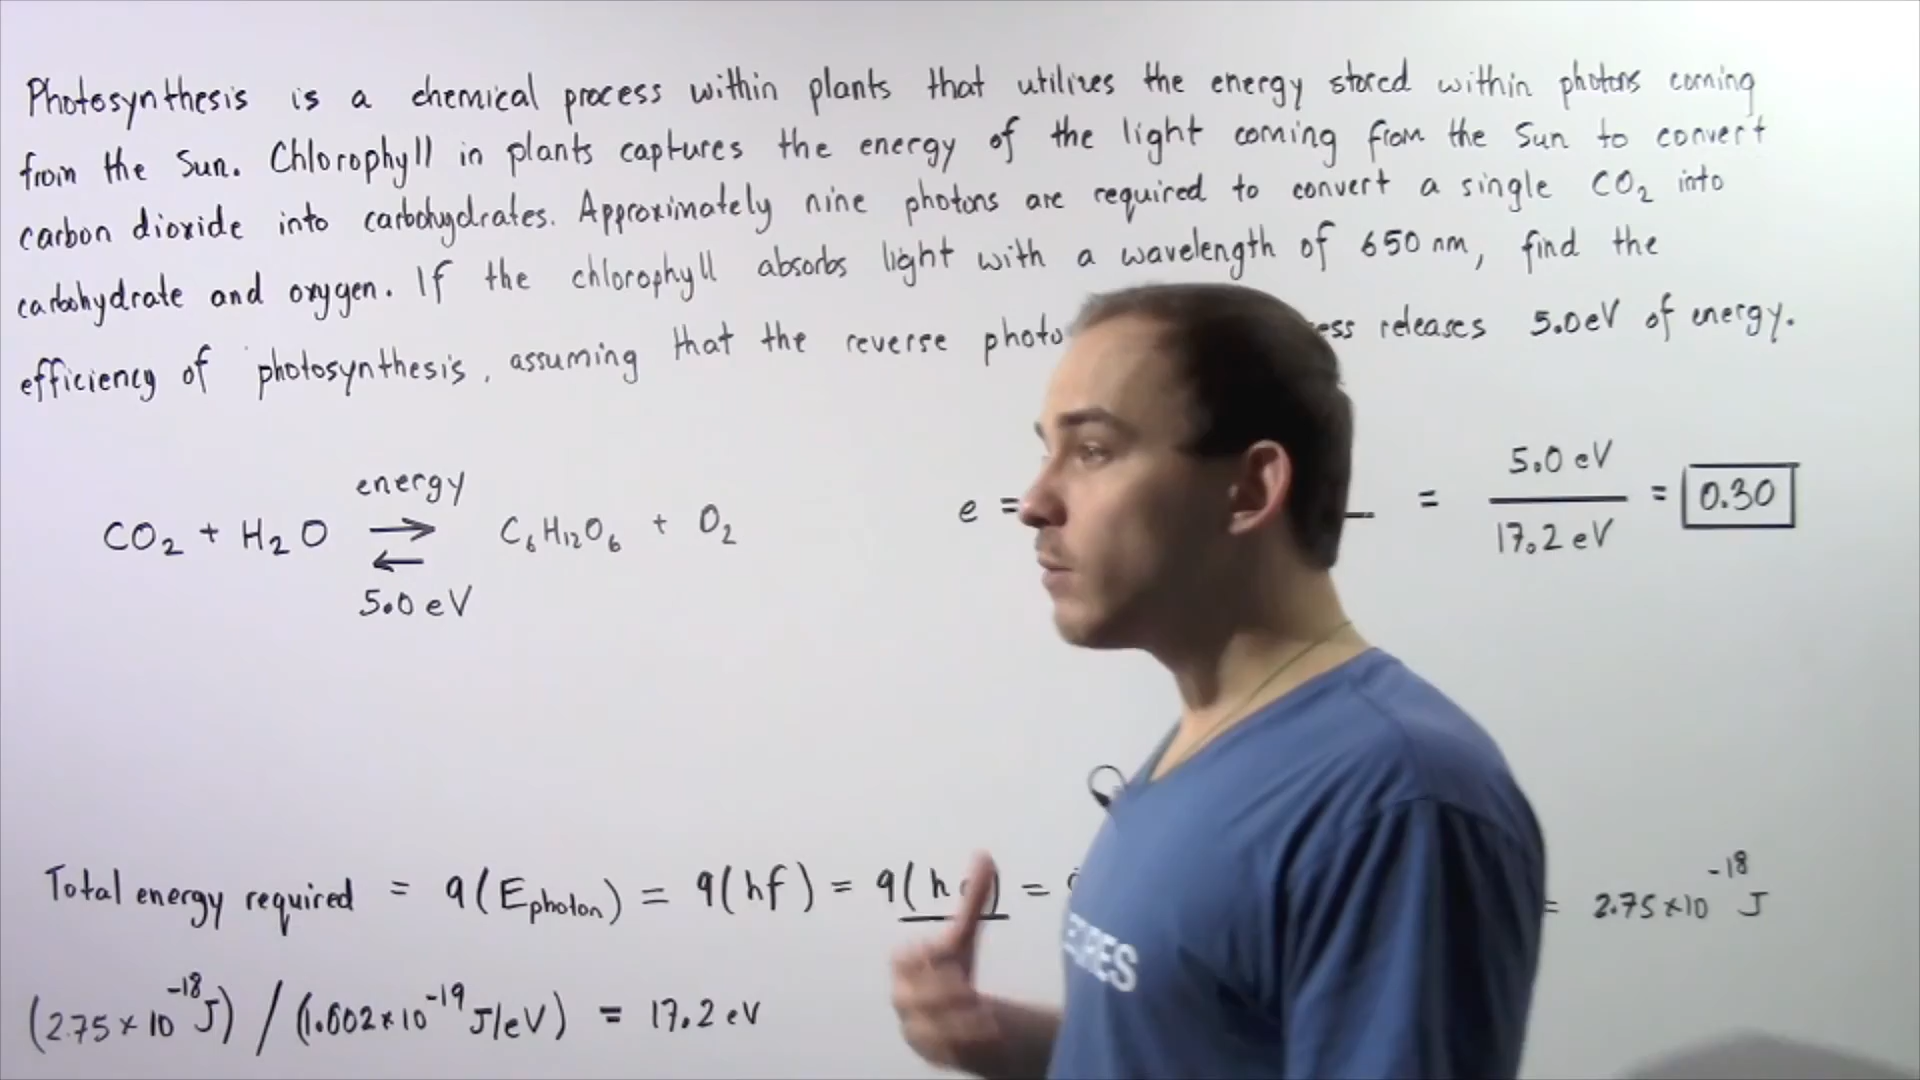 Photosynthesis is a chemical process within plants that utilizes the energy stored within photons coming
from the Sun. Chlorophyll in plants captures the energy of the light coming from the Sun to convert
carbon dioxide into carbohydrates. Approximately nine photons are required to convert a single CO₂ into
carbohydrate and oxygen. If the chlorophyll absorbs light with a wavelength of 650 nm, find the
efficiency of photosynthesis, assuming that the reverse photo ess releases 5.0eV of energy.
energy
CO₂ + H₂O ⇌ C₆H₁₂O₆ + O₂
5.0 eV
e = = 5.0 eV / 17.2 eV = 0.30
Total energy required = 9(Ephoton) = 9(hf) = 9(h ) = = 2.75×10⁻¹⁸ J
(2.75×10⁻¹⁸J) / (1.602×10⁻¹⁹ J/eV) = 17.2 eV